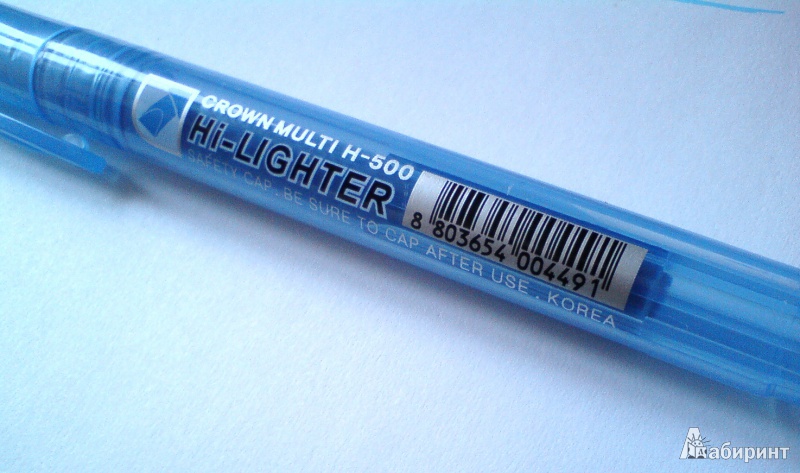 CROWN MULTI H-500
Hi-LIGHTER
SAFETY CAP. BE SURE TO CAP AFTER USE. KOREA
8 803654 004491
Лабиринт